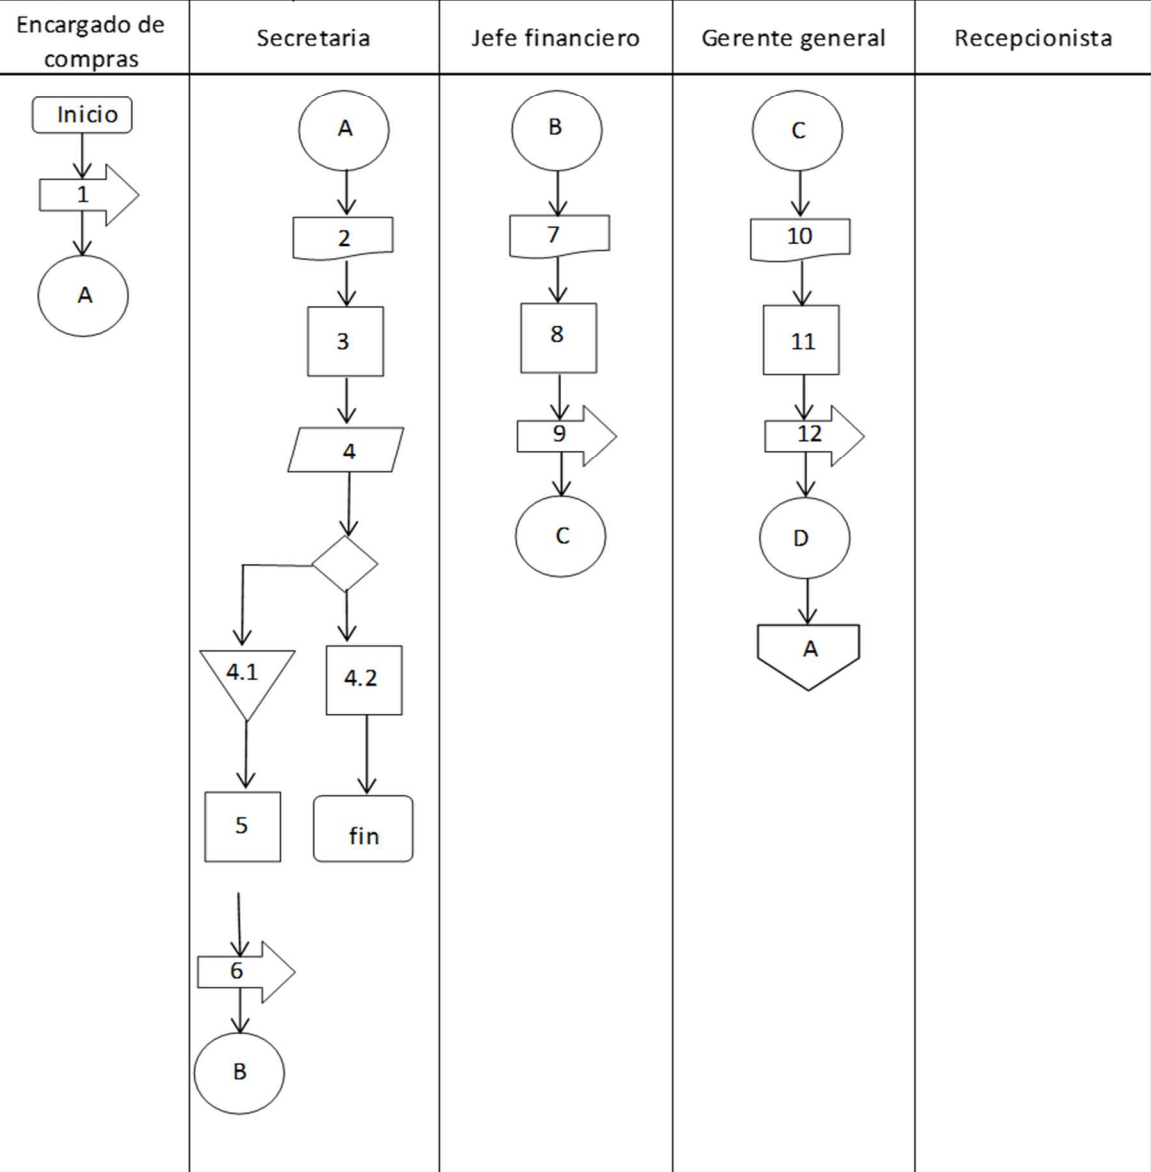 Encargado de
compras
Secretaria
Jefe financiero
Gerente general
Recepcionista
Inicio
1
A
A
2
3
4
4.1
4.2
5
fin
6
B
B
7
8
9
C
C
10
11
12
D
A